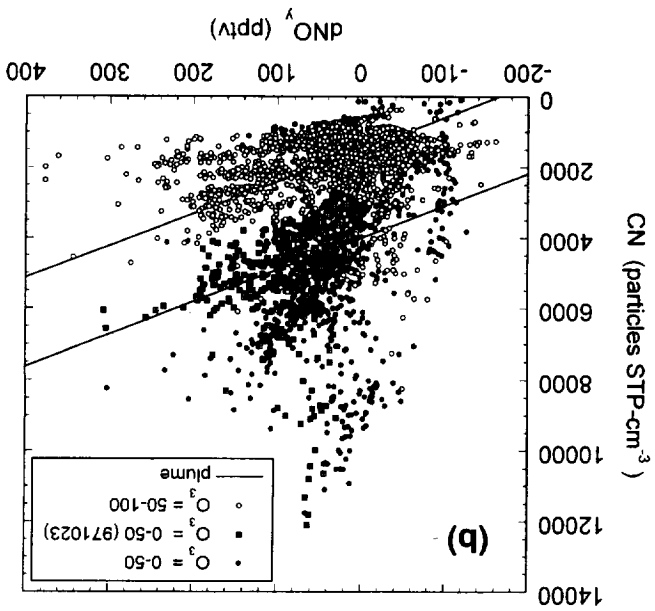 14000
12000
10000
8000
6000
4000
2000
0
CN (particles STP-cm⁻³)
(b)
O₃ = 0-50
O₃ = 0-50 (971023)
O₃ = 50-100
plume
-200 -100 0 100 200 300 400
dNOy (pptv)